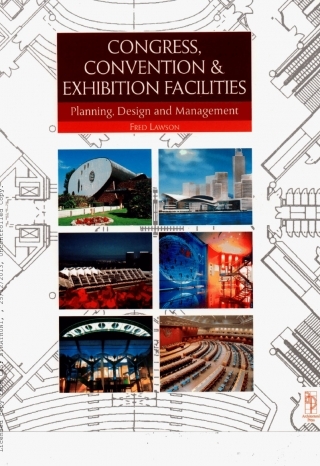 CONGRESS,
CONVENTION &
EXHIBITION FACILITIES
Planning, Design and Management
FRED LAWSON